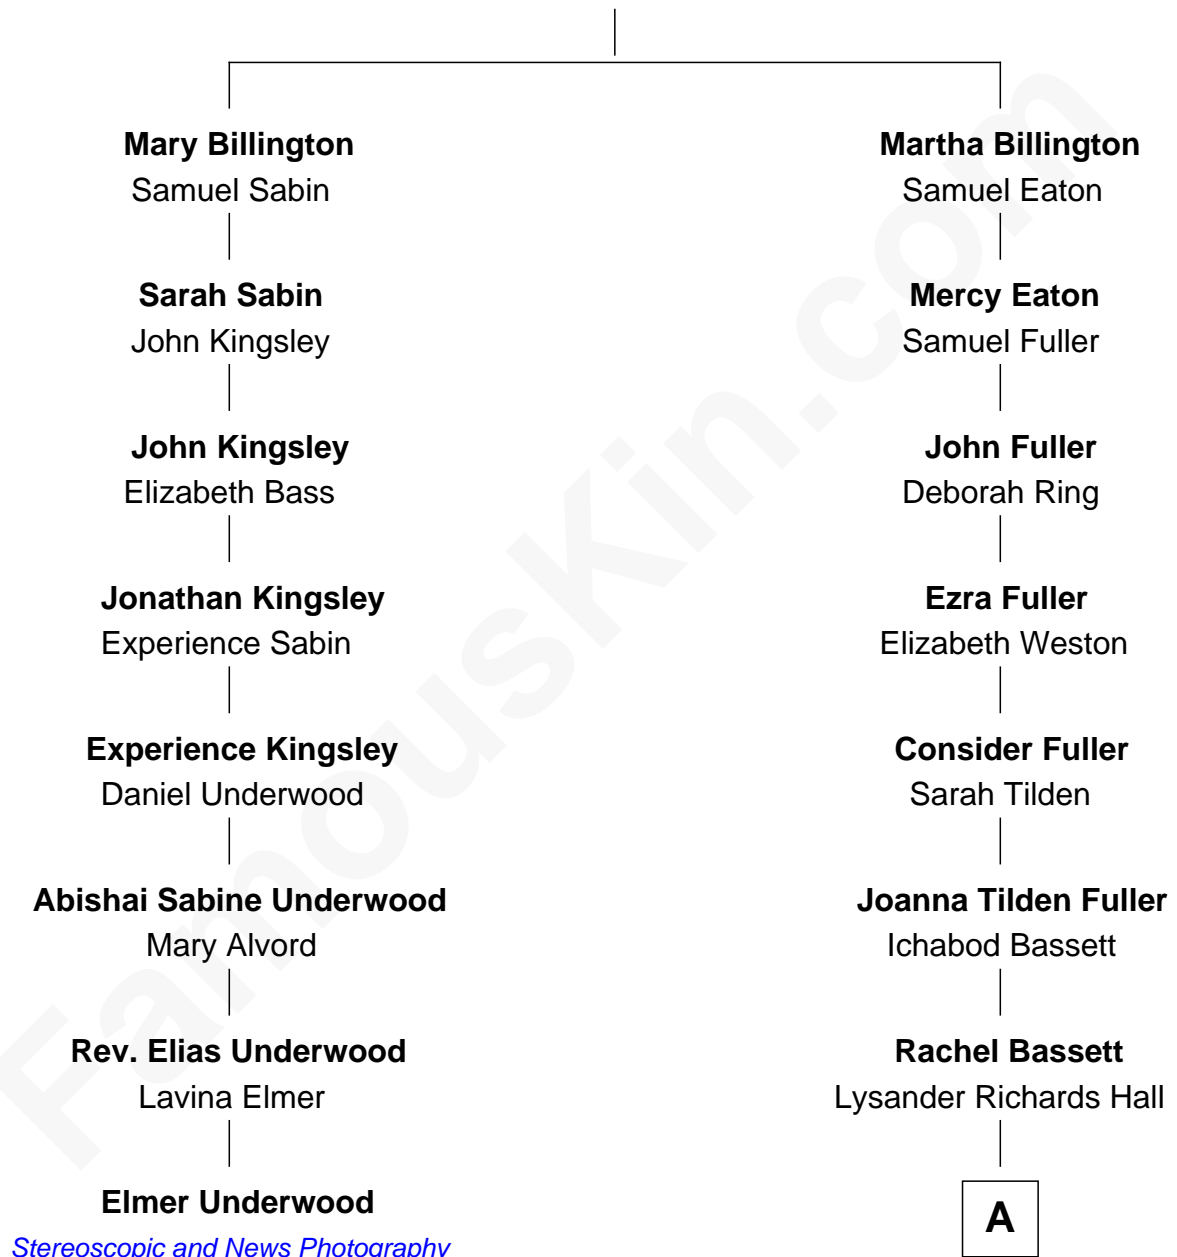 Mary Billington
Samuel Sabin
Martha Billington
Samuel Eaton
Sarah Sabin
John Kingsley
Mercy Eaton
Samuel Fuller
John Kingsley
Elizabeth Bass
John Fuller
Deborah Ring
Jonathan Kingsley
Experience Sabin
Ezra Fuller
Elizabeth Weston
Experience Kingsley
Daniel Underwood
Consider Fuller
Sarah Tilden
Abishai Sabine Underwood
Mary Alvord
Joanna Tilden Fuller
Ichabod Bassett
Rev. Elias Underwood
Lavina Elmer
Rachel Bassett
Lysander Richards Hall
Elmer Underwood
Stereoscopic and News Photography
A
FamousKin.com